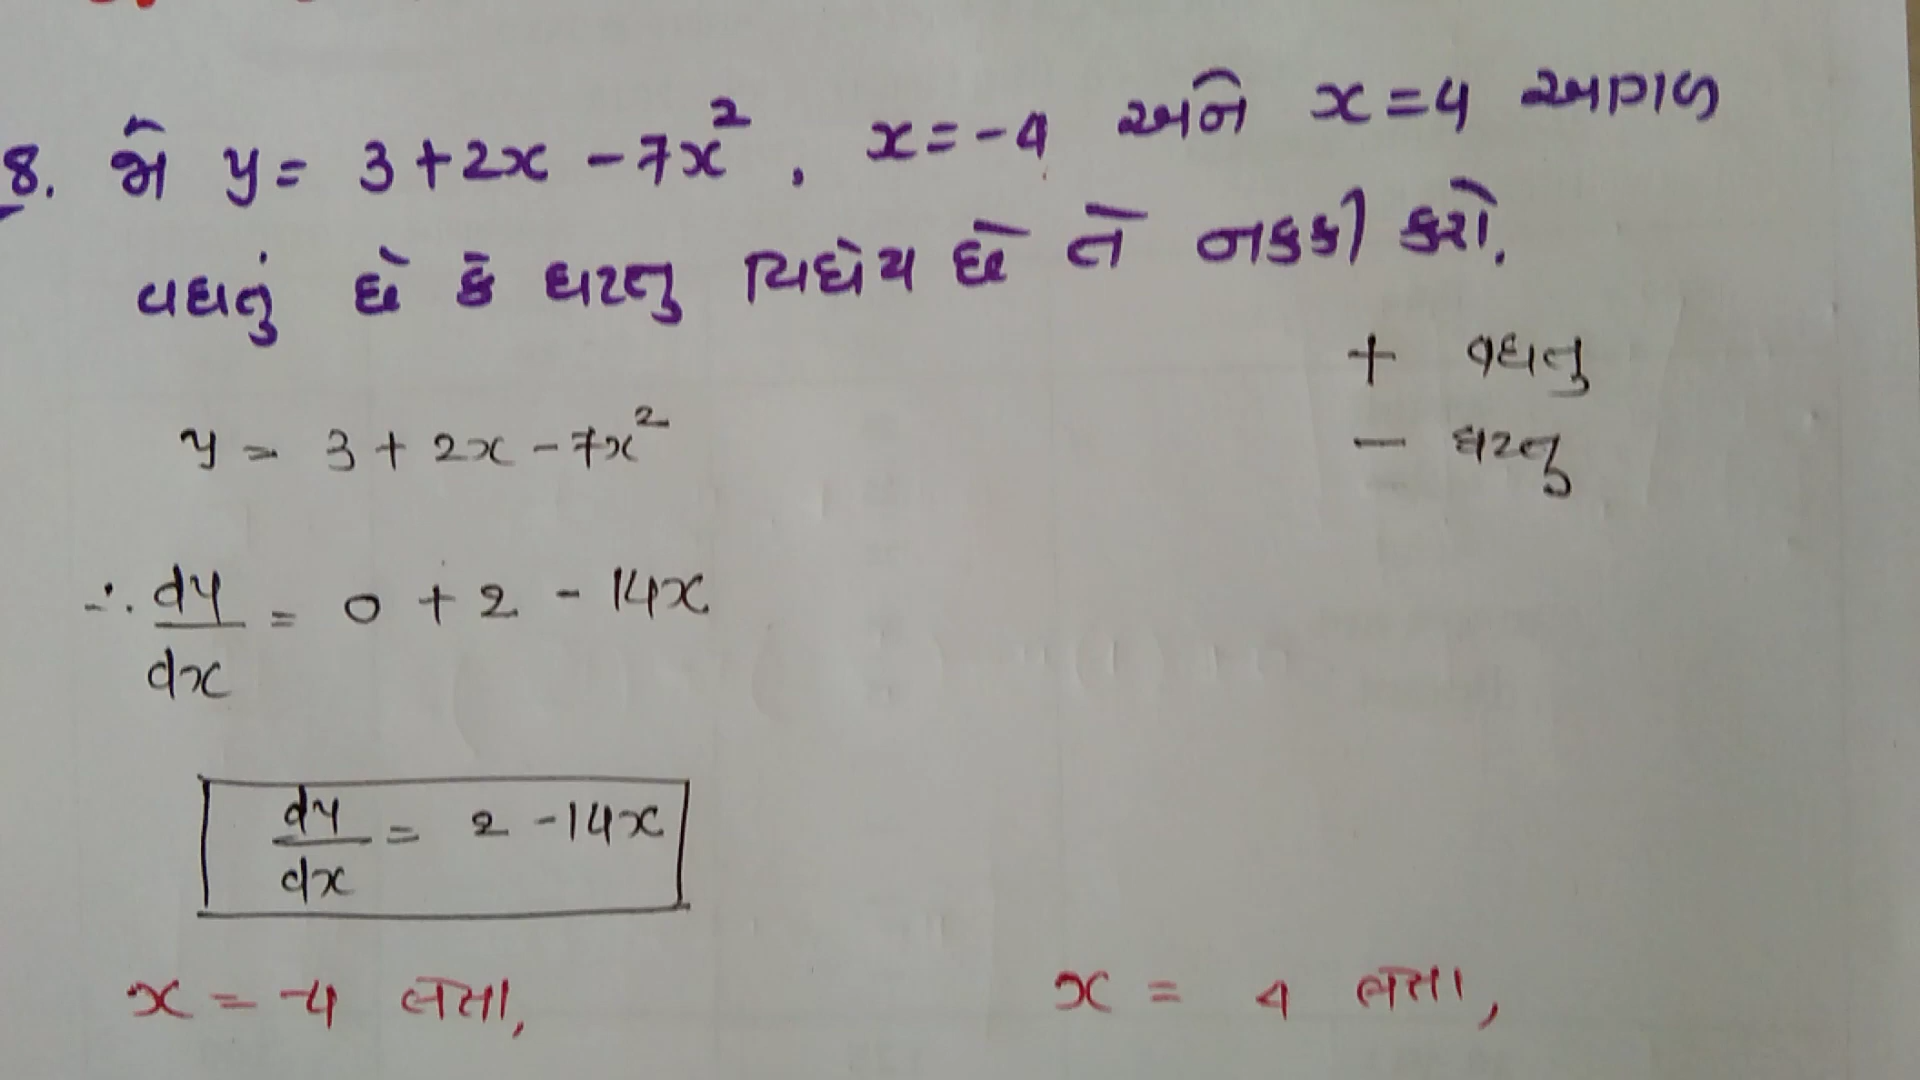 8. જો y = 3 + 2x - 7x², x = -4 અને x = 4 આગળ
વધતું છે કે ઘટતુ વિધેય છે તે નકકી કરો.
+ વધતુ
- ઘટતુ
y = 3 + 2x - 7x²
∴ dy/dx = 0 + 2 - 14x
dy/dx = 2 - 14x
x = -4 લેતા, x = 4 લેતા,